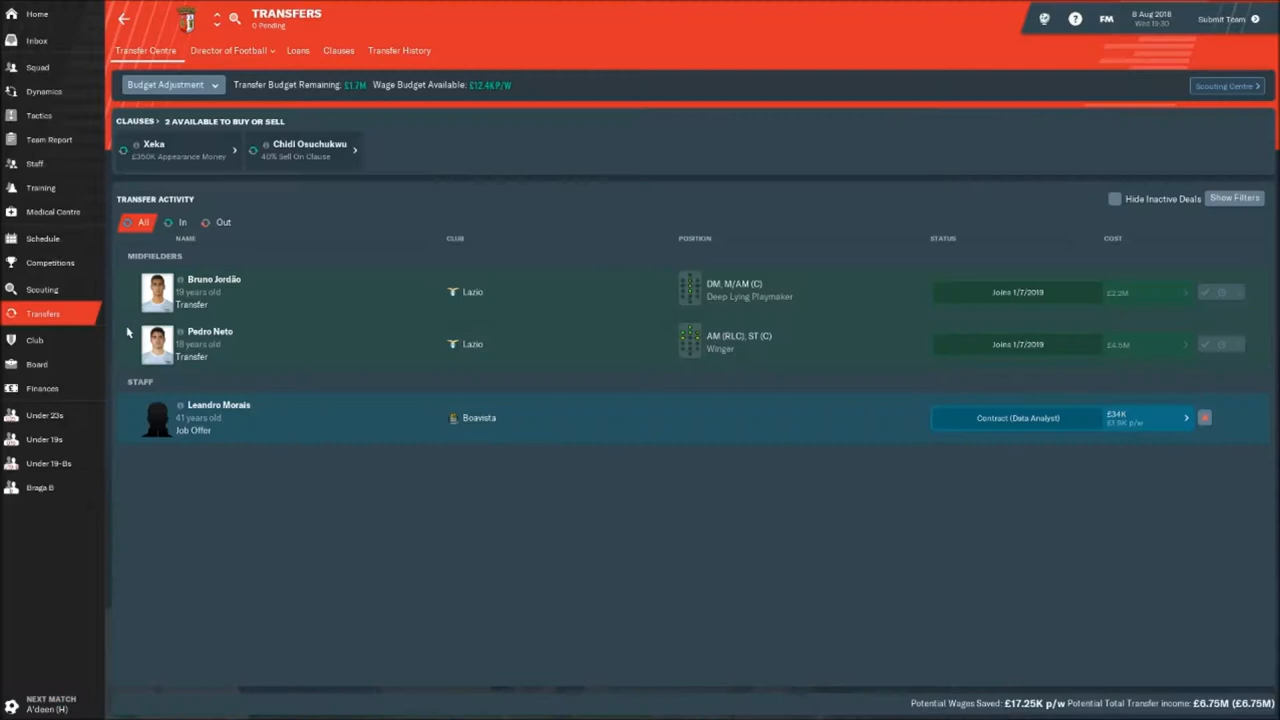 Home
TRANSFERS
0 Pending
FM
8 Aug 2018
Wed 19:30
Submit Team
Inbox
Squad
Dynamics
Tactics
Team Report
Staff
Training
Medical Centre
Schedule
Competitions
Scouting
Transfers
Club
Board
Finances
Under 23s
Under 19s
Under 19-Bs
Braga B
NEXT MATCH
A'deen (H)
Transfer Centre
Director of Football
Loans
Clauses
Transfer History
Budget Adjustment
Transfer Budget Remaining: £1.7M Wage Budget Available: £12.4K P/W
Scouting Centre >
CLAUSES > 2 AVAILABLE TO BUY OR SELL
Xeka
£350K Appearance Money
Chidi Osuchukwu
40% Sell On Clause
TRANSFER ACTIVITY
Hide Inactive Deals
Show Filters
All
In
Out
NAME
CLUB
POSITION
STATUS
COST
MIDFIELDERS
Bruno Jordão
19 years old
Transfer
Lazio
DM, M/AM (C)
Deep Lying Playmaker
Joins 1/7/2019
£2.2M
Pedro Neto
18 years old
Transfer
Lazio
AM (RLC), ST (C)
Winger
Joins 1/7/2019
£4.5M
STAFF
Leandro Morais
41 years old
Job Offer
Boavista
Contract (Data Analyst)
£34K
Potential Wages Saved: £17.25K p/w Potential Total Transfer income: £6.75M (£6.75M)